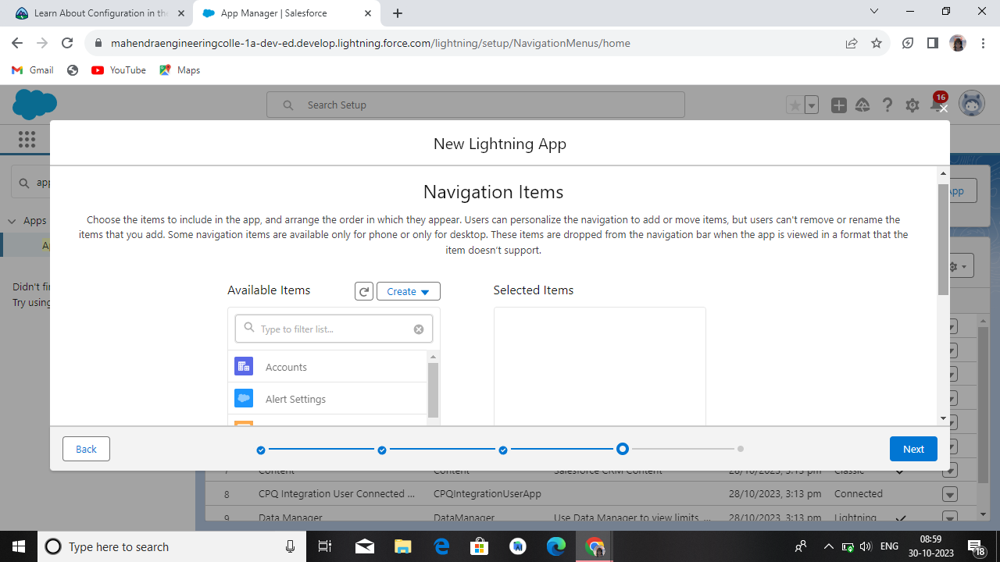 Learn About Configuration in the
App Manager | Salesforce
mahendraengineeringcolle-1a-dev-ed.develop.lightning.force.com/lightning/setup/NavigationMenus/home
Gmail
YouTube
Maps
Search Setup
16
New Lightning App
app
App
Navigation Items
Choose the items to include in the app, and arrange the order in which they appear. Users can personalize the navigation to add or move items, but users can't remove or rename the
items that you add. Some navigation items are available only for phone or only for desktop. These items are dropped from the navigation bar when the app is viewed in a format that the
item doesn't support.
Apps
Didn't fin
Try using
Available Items
Create
Selected Items
Type to filter list...
Accounts
Alert Settings
Back
Next
7 Content Content Salesforce CRM Content 28/10/2023, 3:13 pm Classic
8 CPQ Integration User Connected ... CPQIntegrationUserApp 28/10/2023, 3:13 pm Connected
9 Data Manager DataManager Use Data Manager to view limits, ... 28/10/2023, 3:13 pm Lightning
Type here to search
ENG
08:59
30-10-2023
18